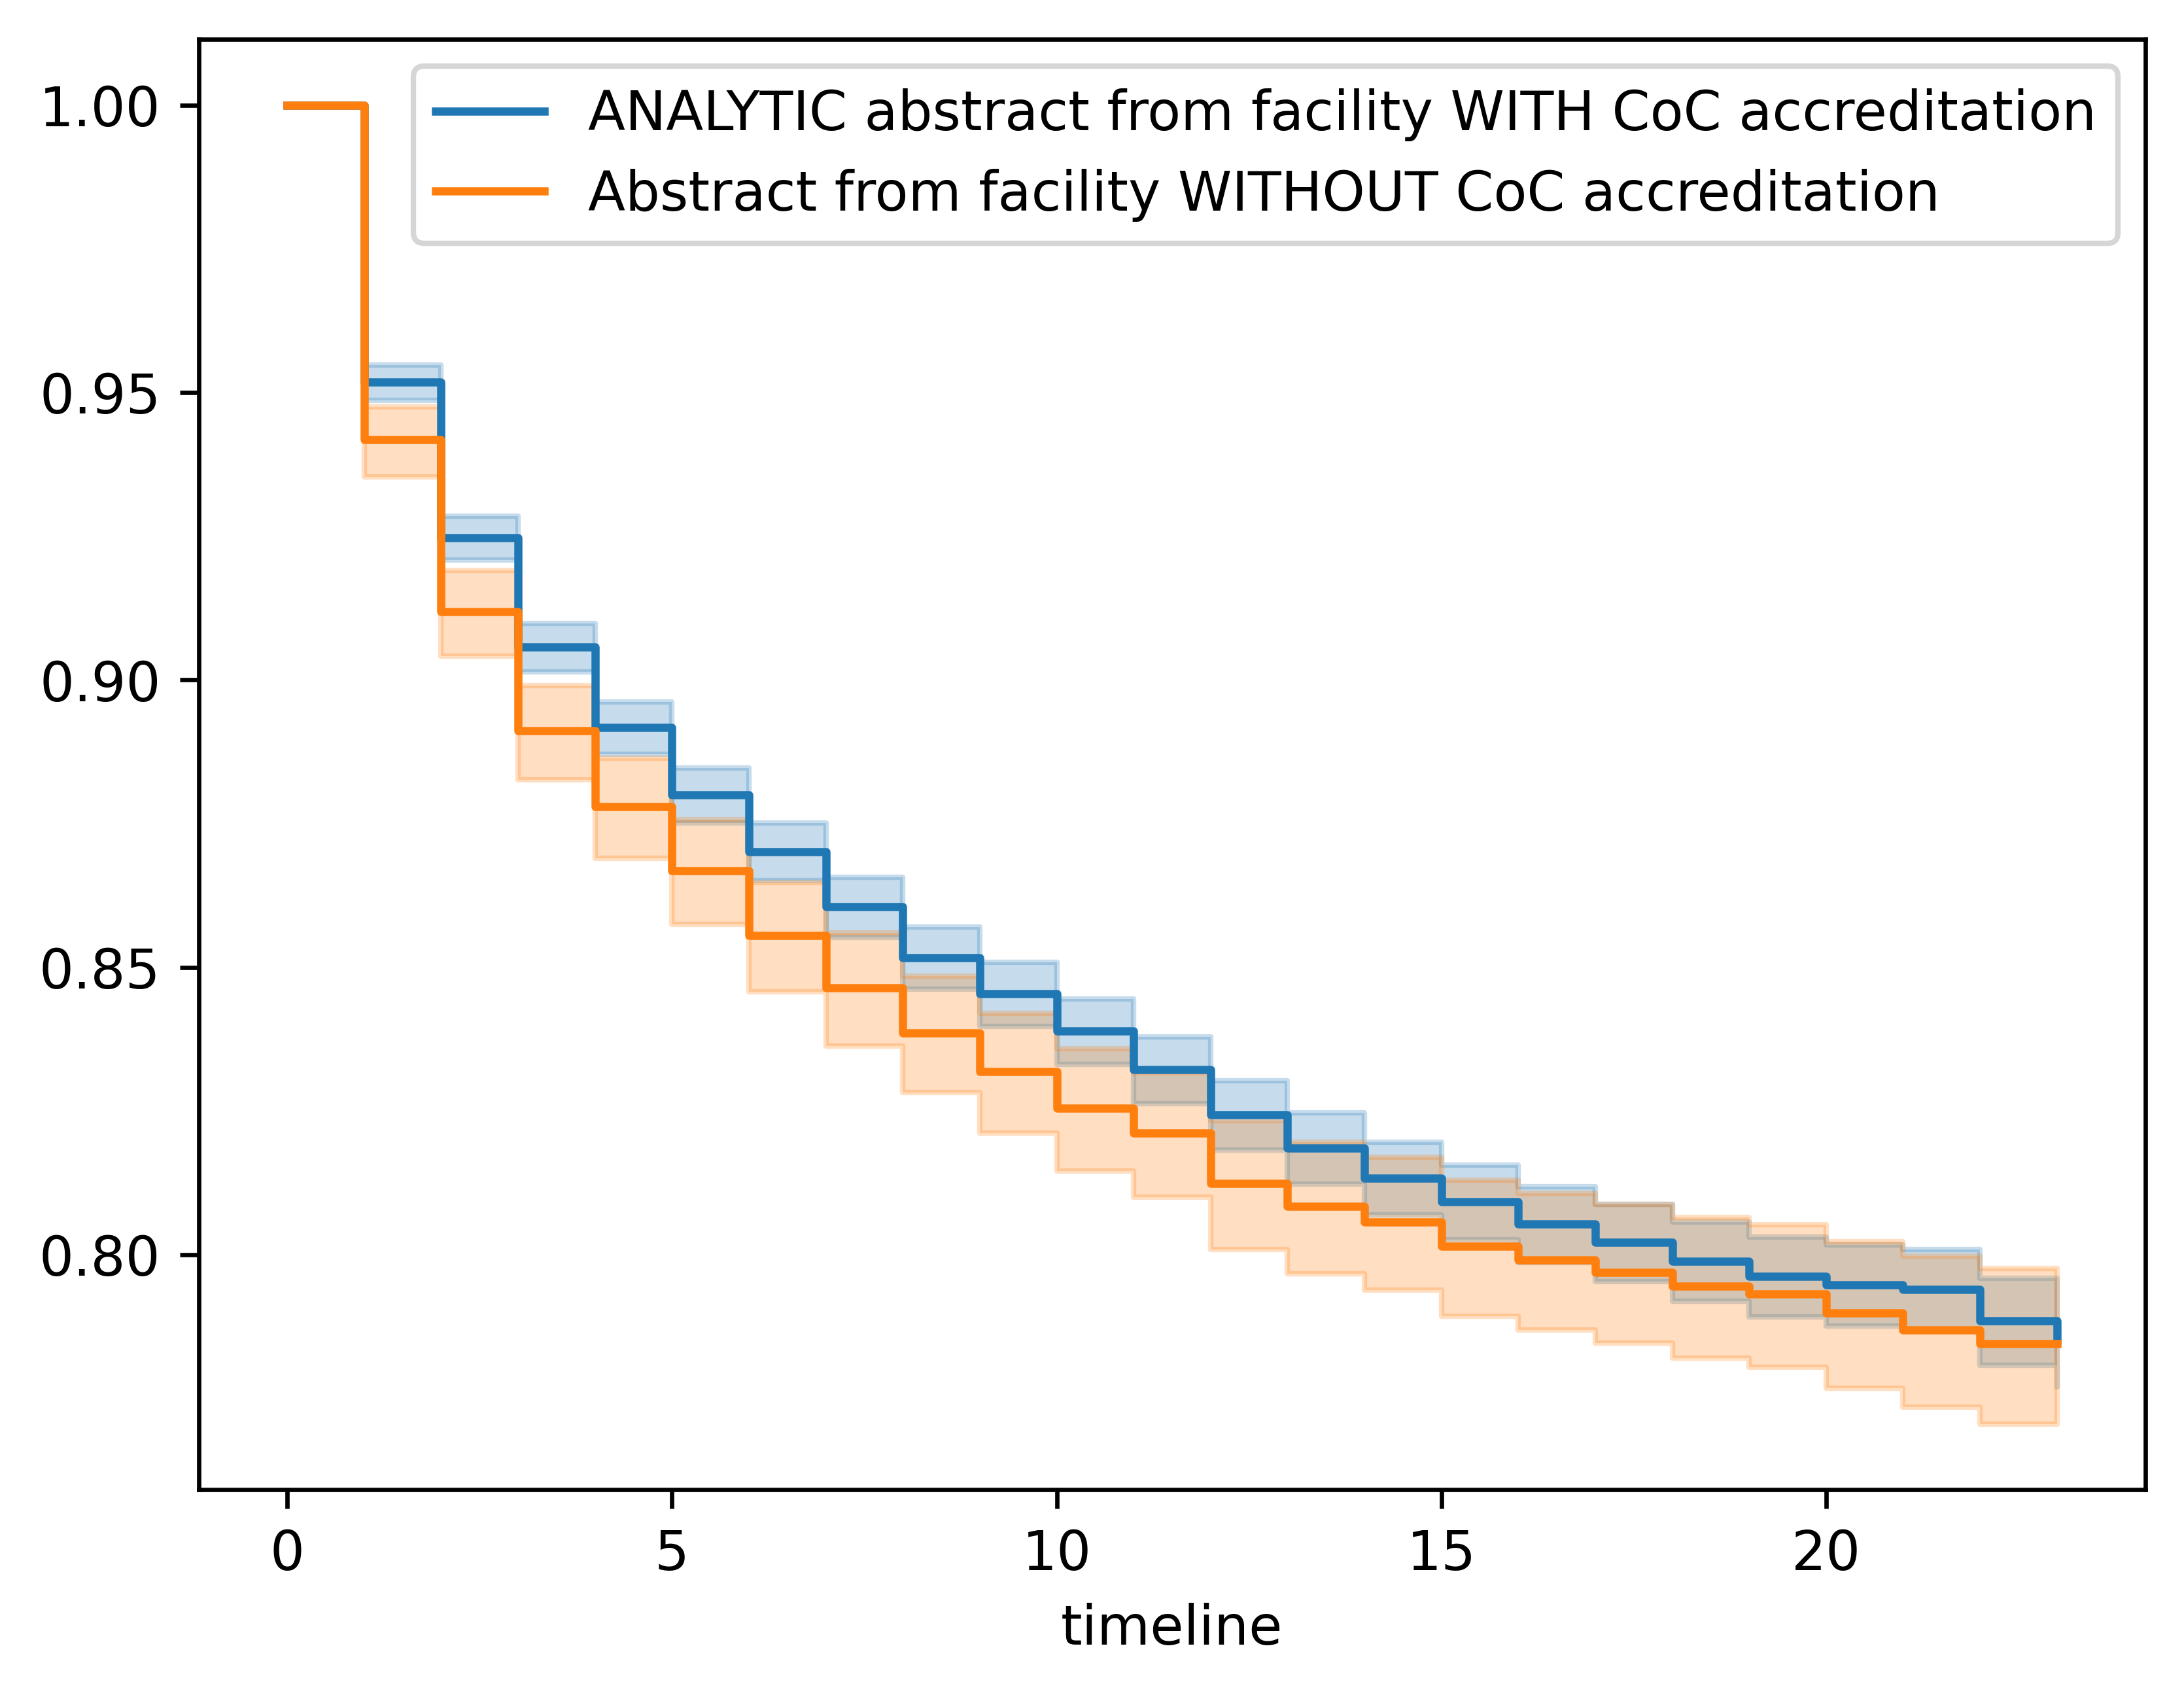 1.00
0.95
0.90
0.85
0.80
ANALYTIC abstract from facility WITH CoC accreditation
Abstract from facility WITHOUT CoC accreditation
0 5 10 15 20
timeline